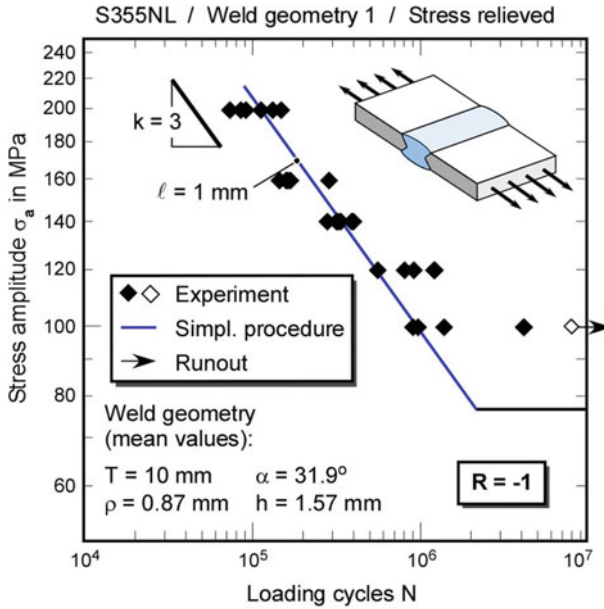 S355NL / Weld geometry 1 / Stress relieved
Stress amplitude σa in MPa
240
220
200
180
160
140
120
100
80
60
k = 3
ℓ = 1 mm
Experiment
Simpl. procedure
Runout
Weld geometry
(mean values):
T = 10 mm α = 31.9º
ρ = 0.87 mm h = 1.57 mm
R = -1
10⁴ 10⁵ 10⁶ 10⁷
Loading cycles N